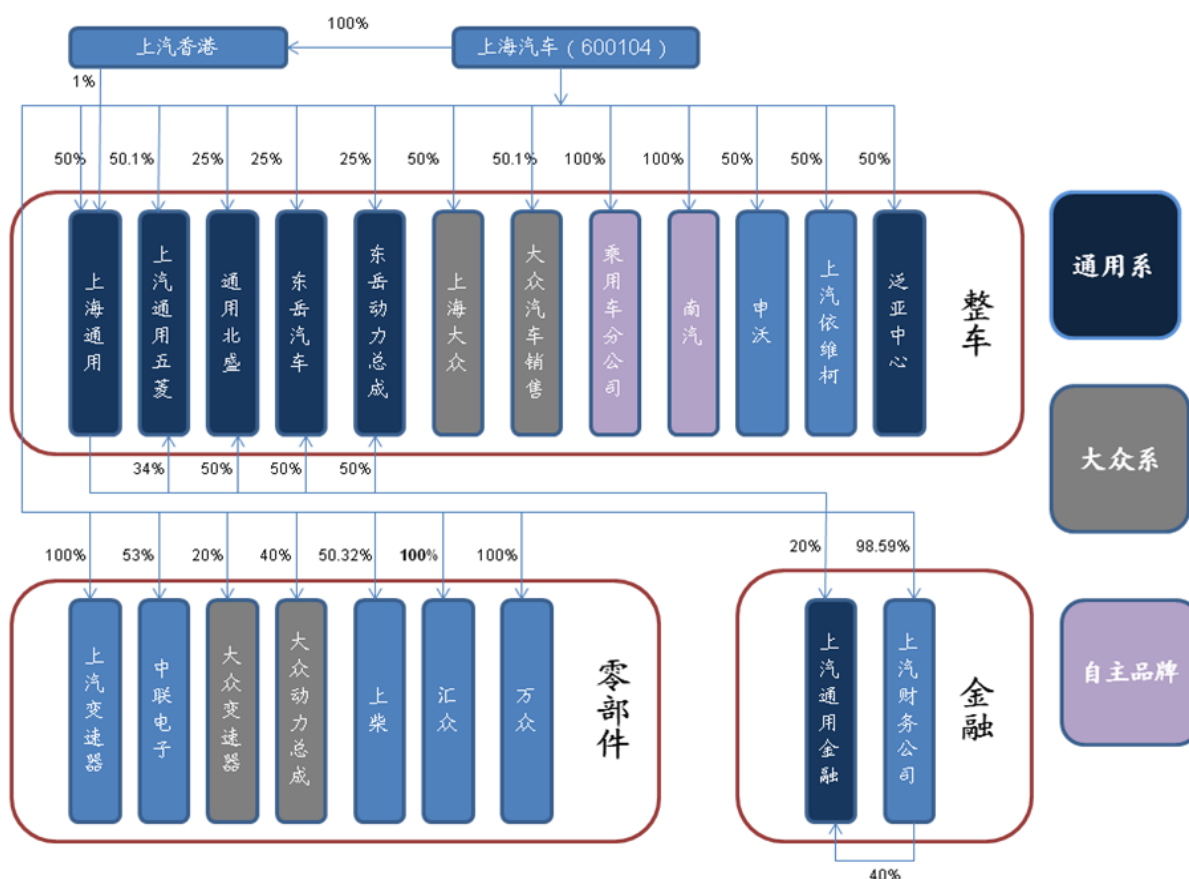 100%
上汽香港
上海汽车（600104）
1%
50%
50.1%
25%
25%
25%
50%
50.1%
100%
100%
50%
50%
50%
上海通用
上汽通用五菱
通用北盛
东岳汽车
东岳动力总成
上海大众
大众汽车销售
乘用车分公司
南汽
申沃
上汽依维柯
泛亚中心
整车
通用系
大众系
自主品牌
34%
50%
50%
50%
100%
53%
20%
40%
50.32%
100%
100%
20%
98.59%
上汽变速器
中联电子
大众变速器
大众动力总成
上柴
汇众
万众
零部件
上汽通用金融
上汽财务公司
金融
40%